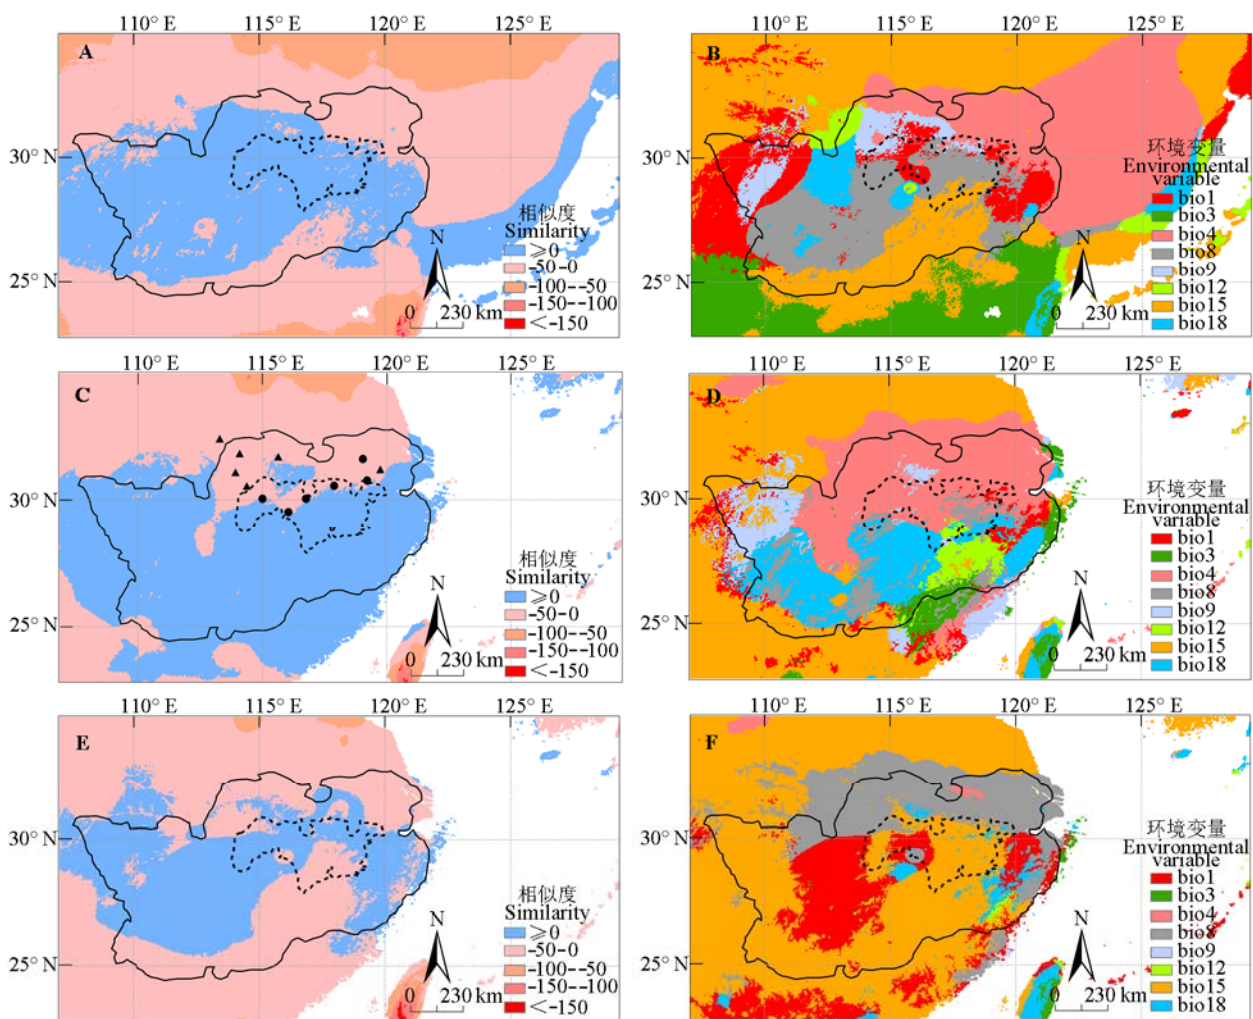 110° E 115° E 120° E 125° E
A
30° N
25° N
相似度
Similarity
⩾0
-50-0
-100--50
-150--100
<-150
N
0 230 km
110° E 115° E 120° E 125° E
B
30° N
25° N
环境变量
Environmental
variable
bio1
bio3
bio4
bio8
bio9
bio12
bio15
bio18
N
0 230 km
110° E 115° E 120° E 125° E
C
30° N
25° N
相似度
Similarity
⩾0
-50-0
-100--50
-150--100
<-150
N
0 230 km
110° E 115° E 120° E 125° E
D
30° N
25° N
环境变量
Environmental
variable
bio1
bio3
bio4
bio8
bio9
bio12
bio15
bio18
N
0 230 km
110° E 115° E 120° E 125° E
E
30° N
25° N
相似度
Similarity
⩾0
-50-0
-100--50
-150--100
<-150
N
0 230 km
110° E 115° E 120° E 125° E
F
30° N
25° N
环境变量
Environmental
variable
bio1
bio3
bio4
bio8
bio9
bio12
bio15
bio18
N
0 230 km